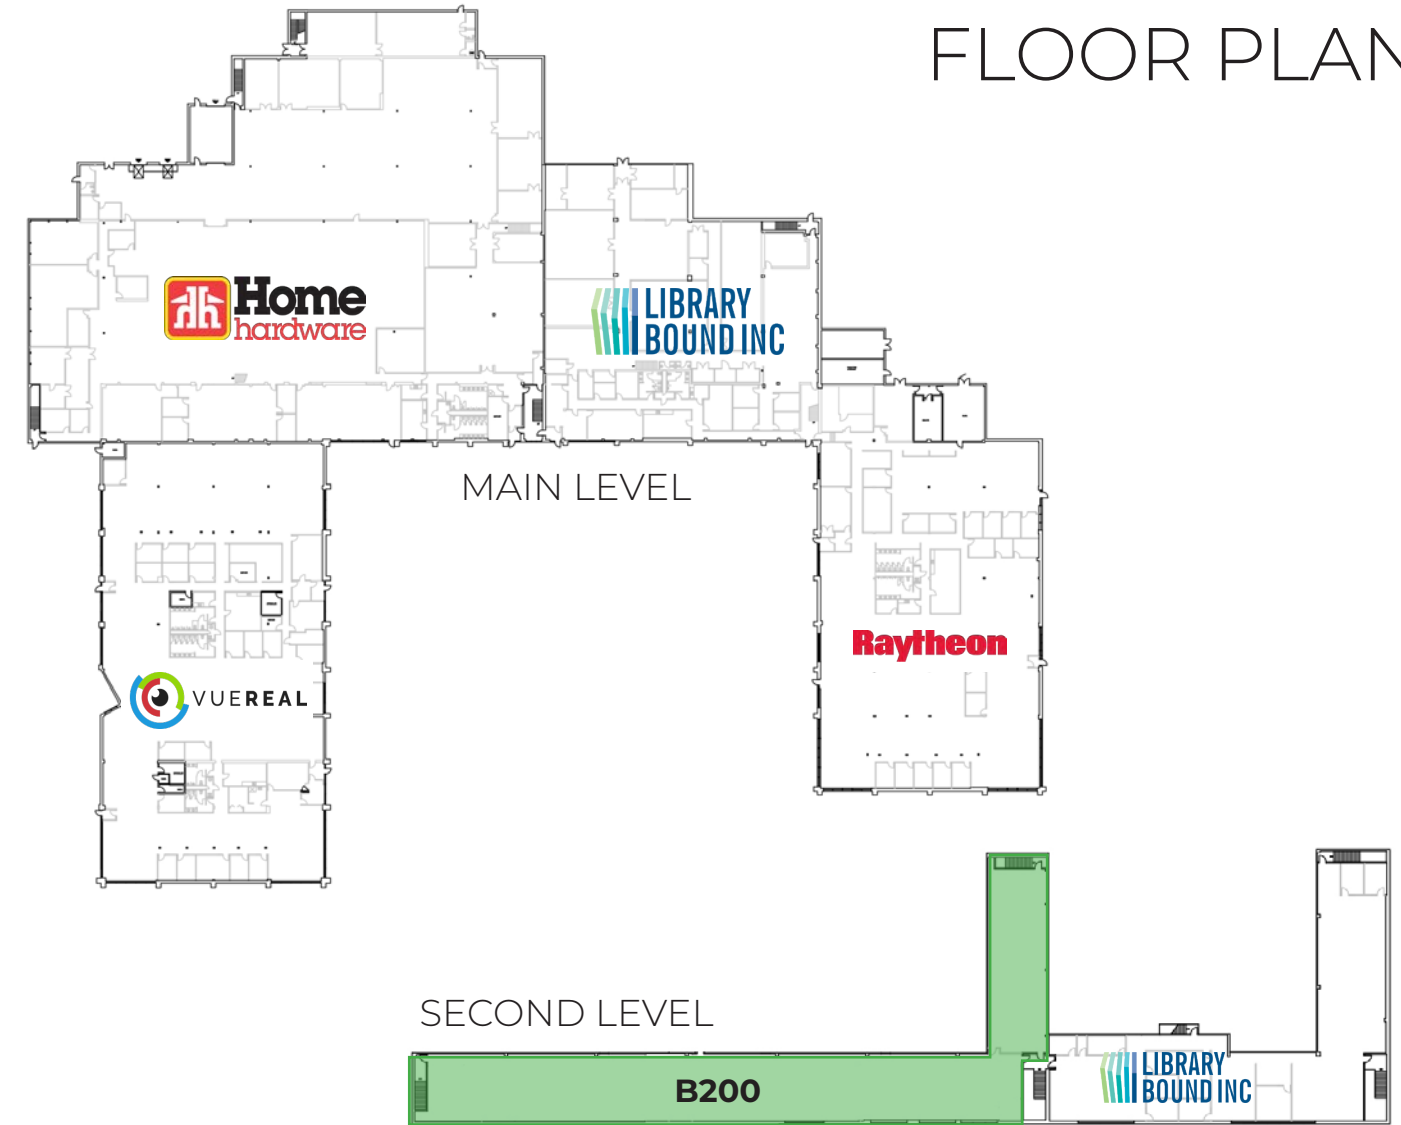 FLOOR PLAN
Home
hardware
LIBRARY
BOUND INC
MAIN LEVEL
Raytheon
VUEREAL
SECOND LEVEL
B200
LIBRARY
BOUND INC